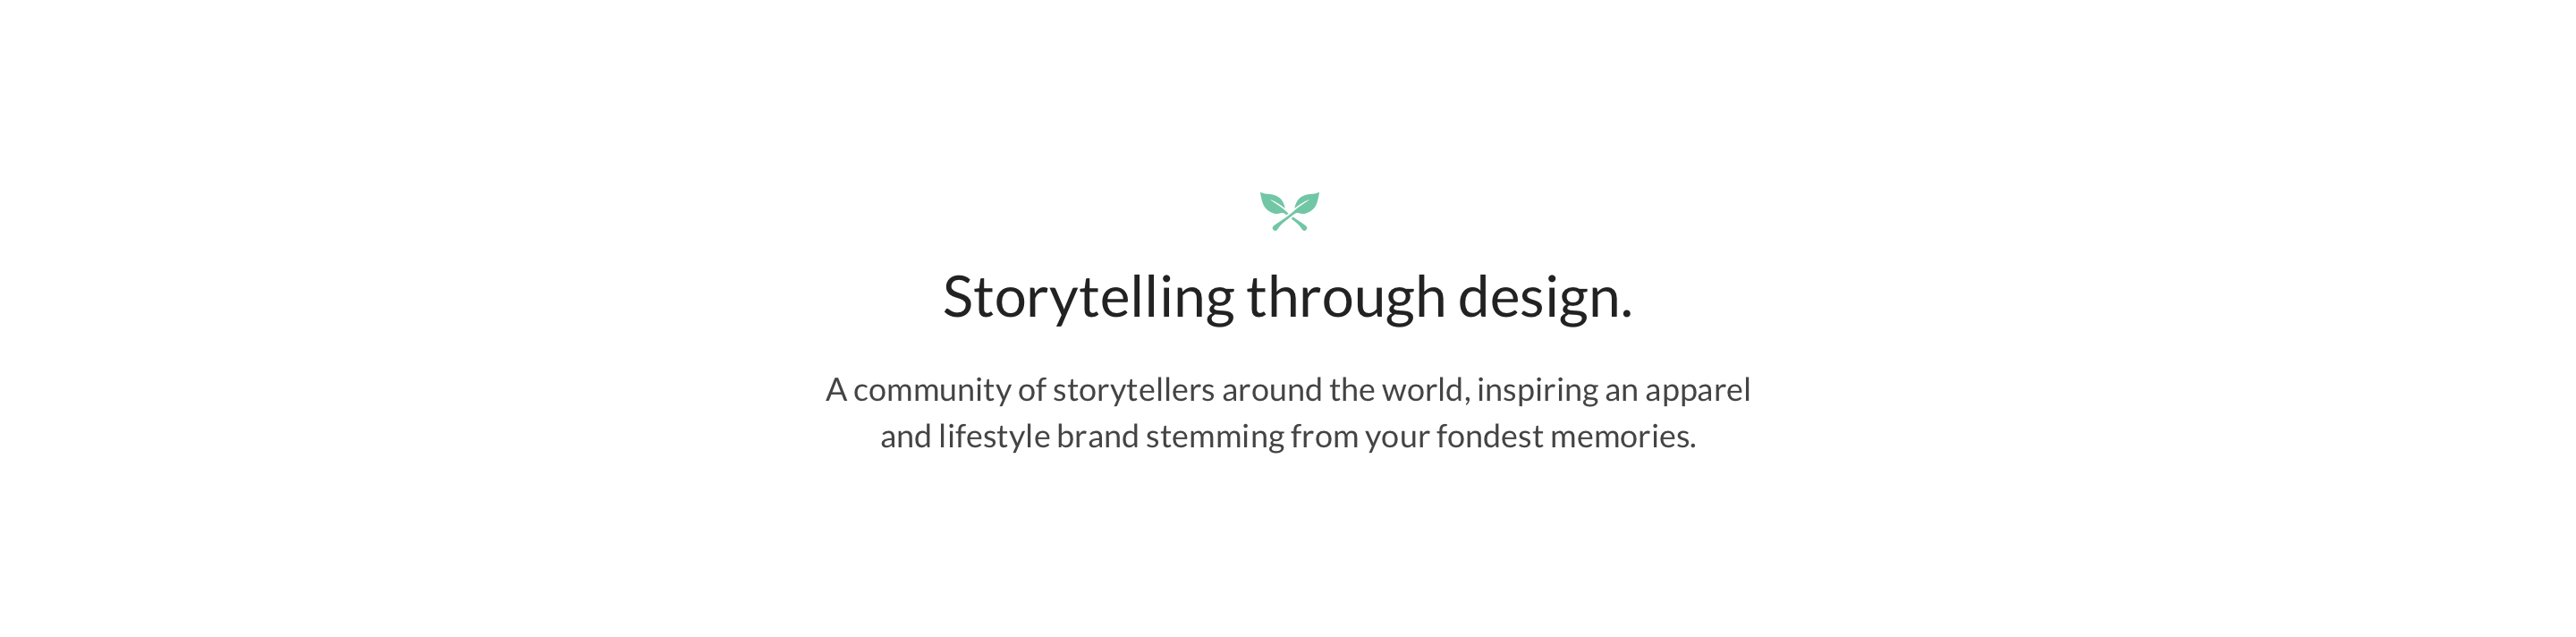 Storytelling through design.
A community of storytellers around the world, inspiring an apparel
and lifestyle brand stemming from your fondest memories.